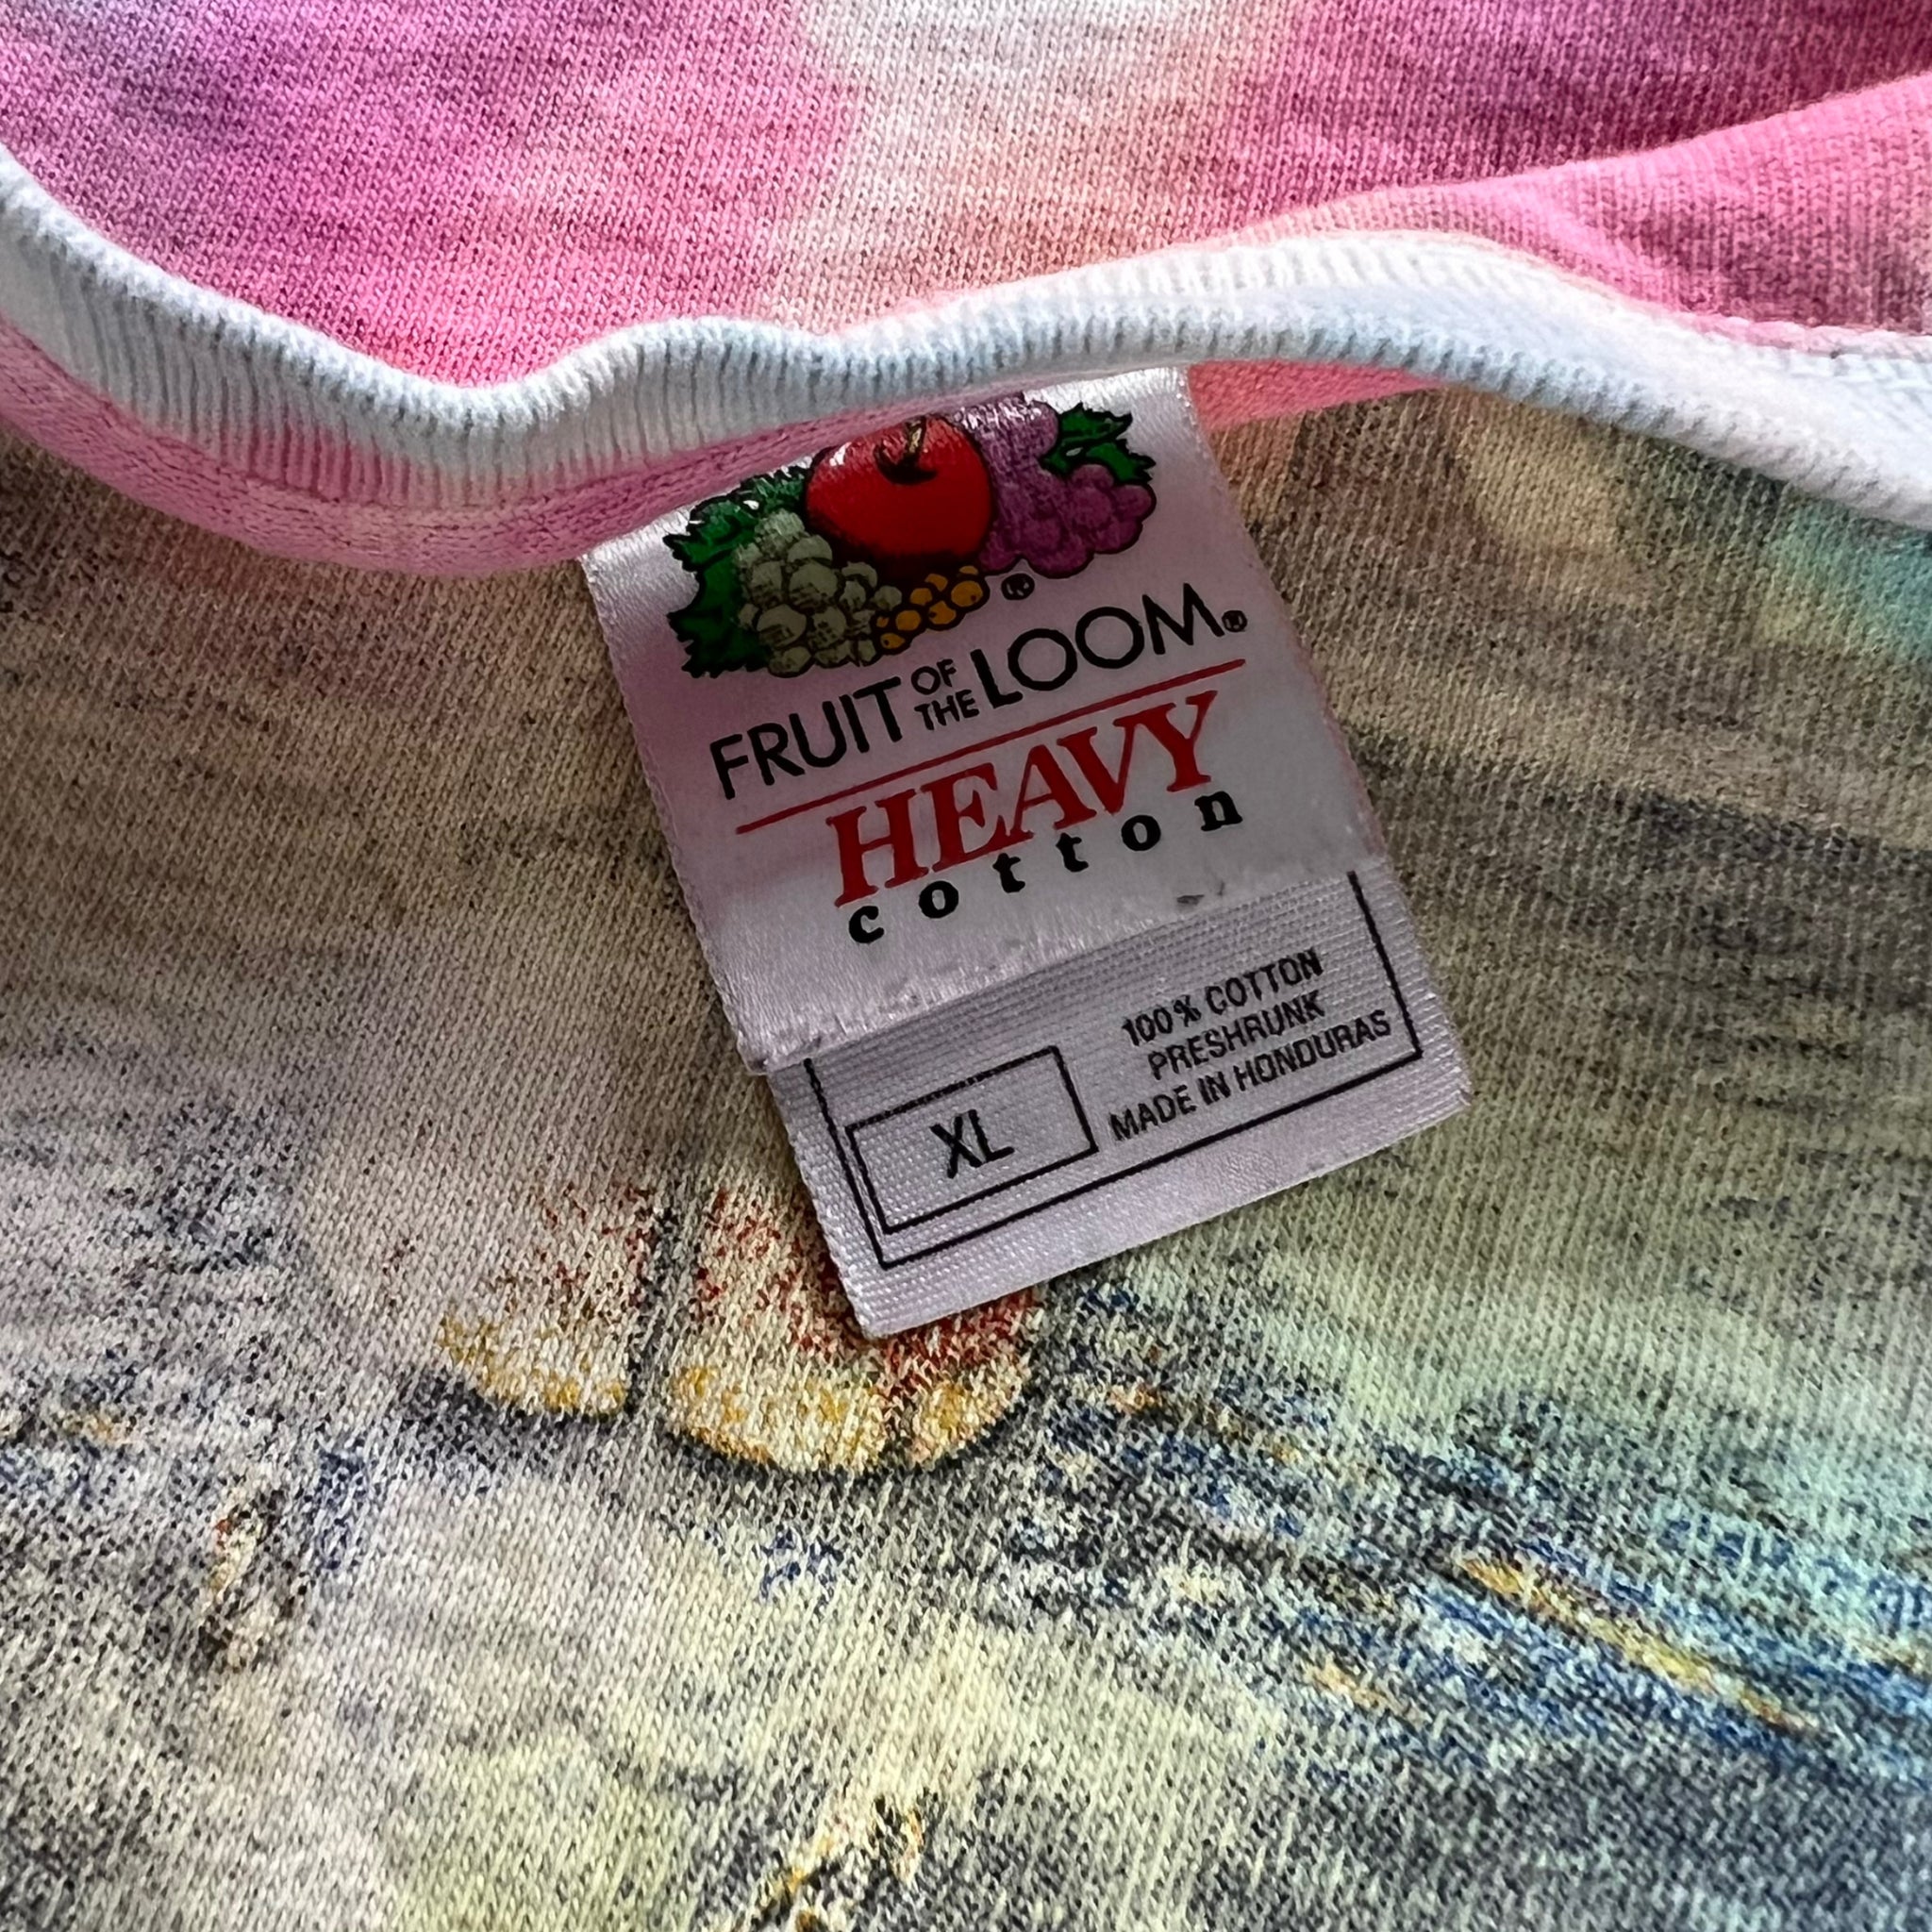 ®
FRUIT OF THE LOOM®
HEAVY
cotton
XL
100% COTTON
PRESHRUNK
MADE IN HONDURAS